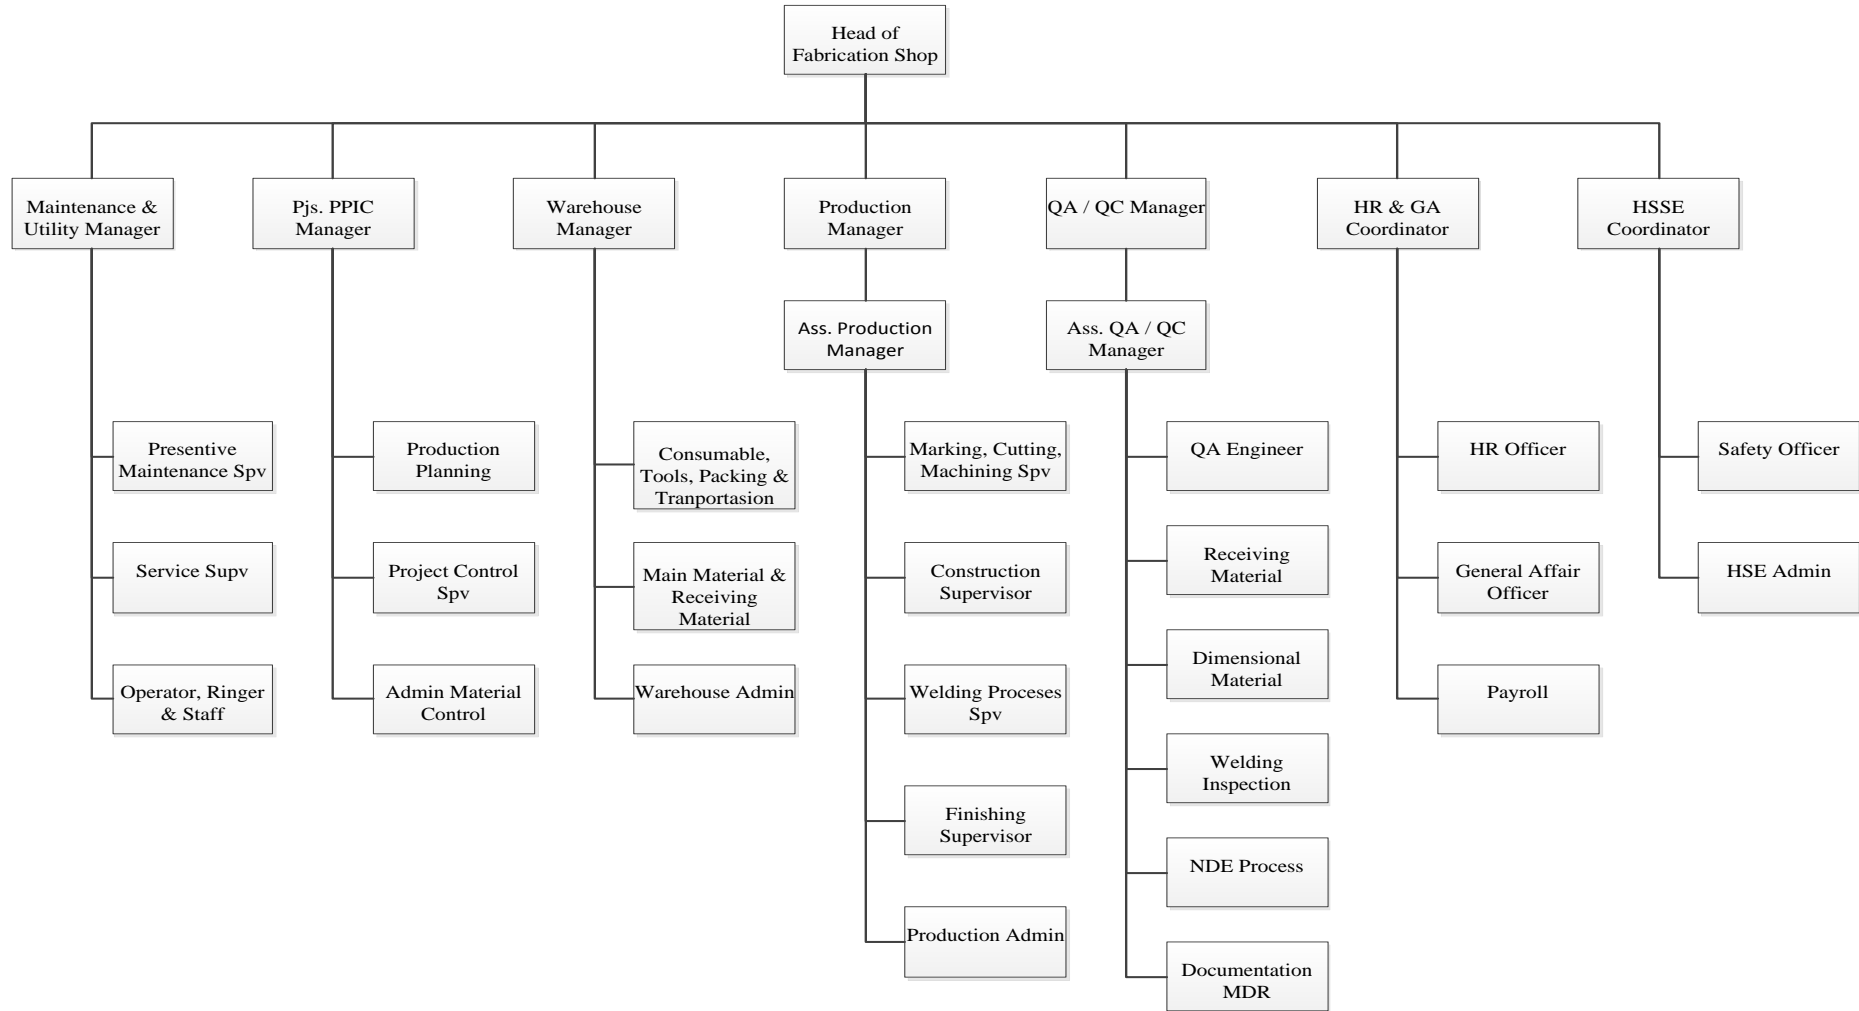 Head of
Fabrication Shop
Maintenance &
Utility Manager
Pjs. PPIC
Manager
Warehouse
Manager
Production
Manager
QA / QC Manager
HR & GA
Coordinator
HSSE
Coordinator
Ass. Production
Manager
Ass. QA / QC
Manager
Presentive
Maintenance Spv
Service Supv
Operator, Ringer
& Staff
Production
Planning
Project Control
Spv
Admin Material
Control
Consumable,
Tools, Packing &
Tranportasion
Main Material &
Receiving
Material
Warehouse Admin
Marking, Cutting,
Machining Spv
Construction
Supervisor
Welding Proceses
Spv
Finishing
Supervisor
Production Admin
QA Engineer
Receiving
Material
Dimensional
Material
Welding
Inspection
NDE Process
Documentation
MDR
HR Officer
General Affair
Officer
Payroll
Safety Officer
HSE Admin